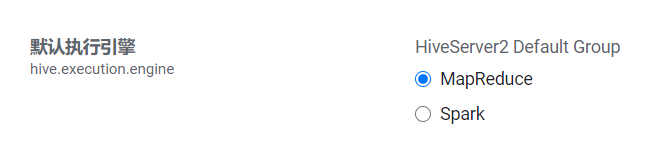 默认执行引擎
hive.execution.engine
HiveServer2 Default Group
MapReduce
Spark